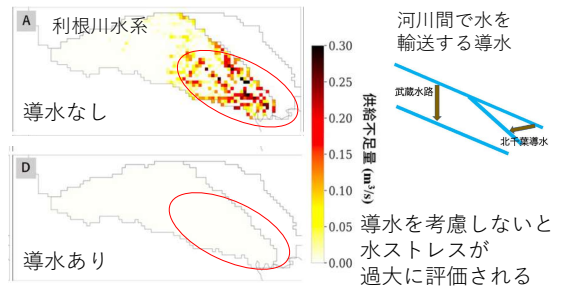 A
利根川水系
導水なし
D
導水あり
0.30
0.25
0.20
0.15
0.10
0.05
0.00
供給不足量 (m³/s)
河川間で水を
輸送する導水
武蔵水路
北千葉導水
導水を考慮しないと
水ストレスが
過大に評価される